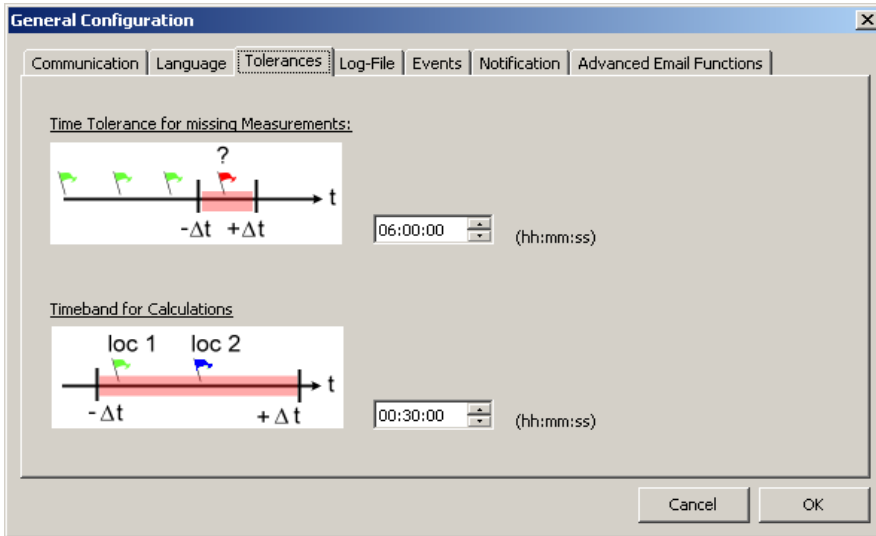 General Configuration
Communication Language Tolerances Log-File Events Notification Advanced Email Functions
Time Tolerance for missing Measurements:
?
t
-Δt +Δt
06:00:00 (hh:mm:ss)
Timeband for Calculations
loc 1 loc 2
t
- Δt + Δ t
00:30:00 (hh:mm:ss)
Cancel OK